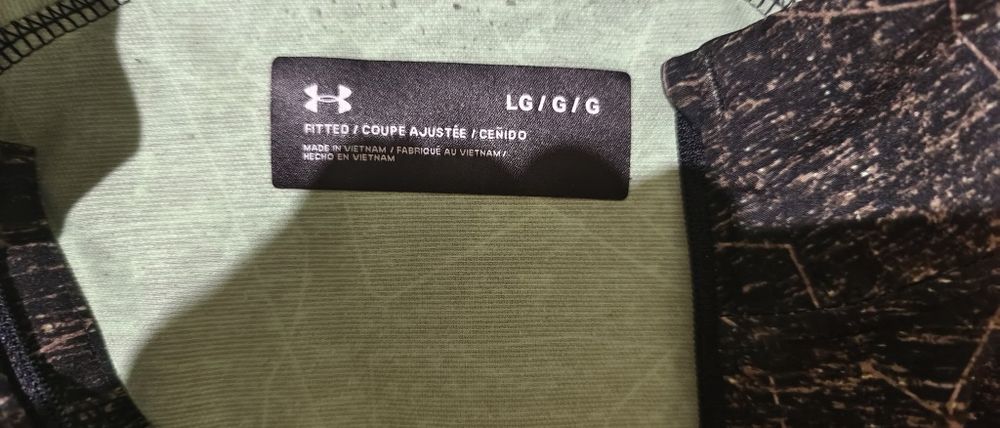 LG / G / G
FITTED / COUPE AJUSTÉE / CEÑIDO
MADE IN VIETNAM / FABRIQUÉ AU VIETNAM /
HECHO EN VIETNAM